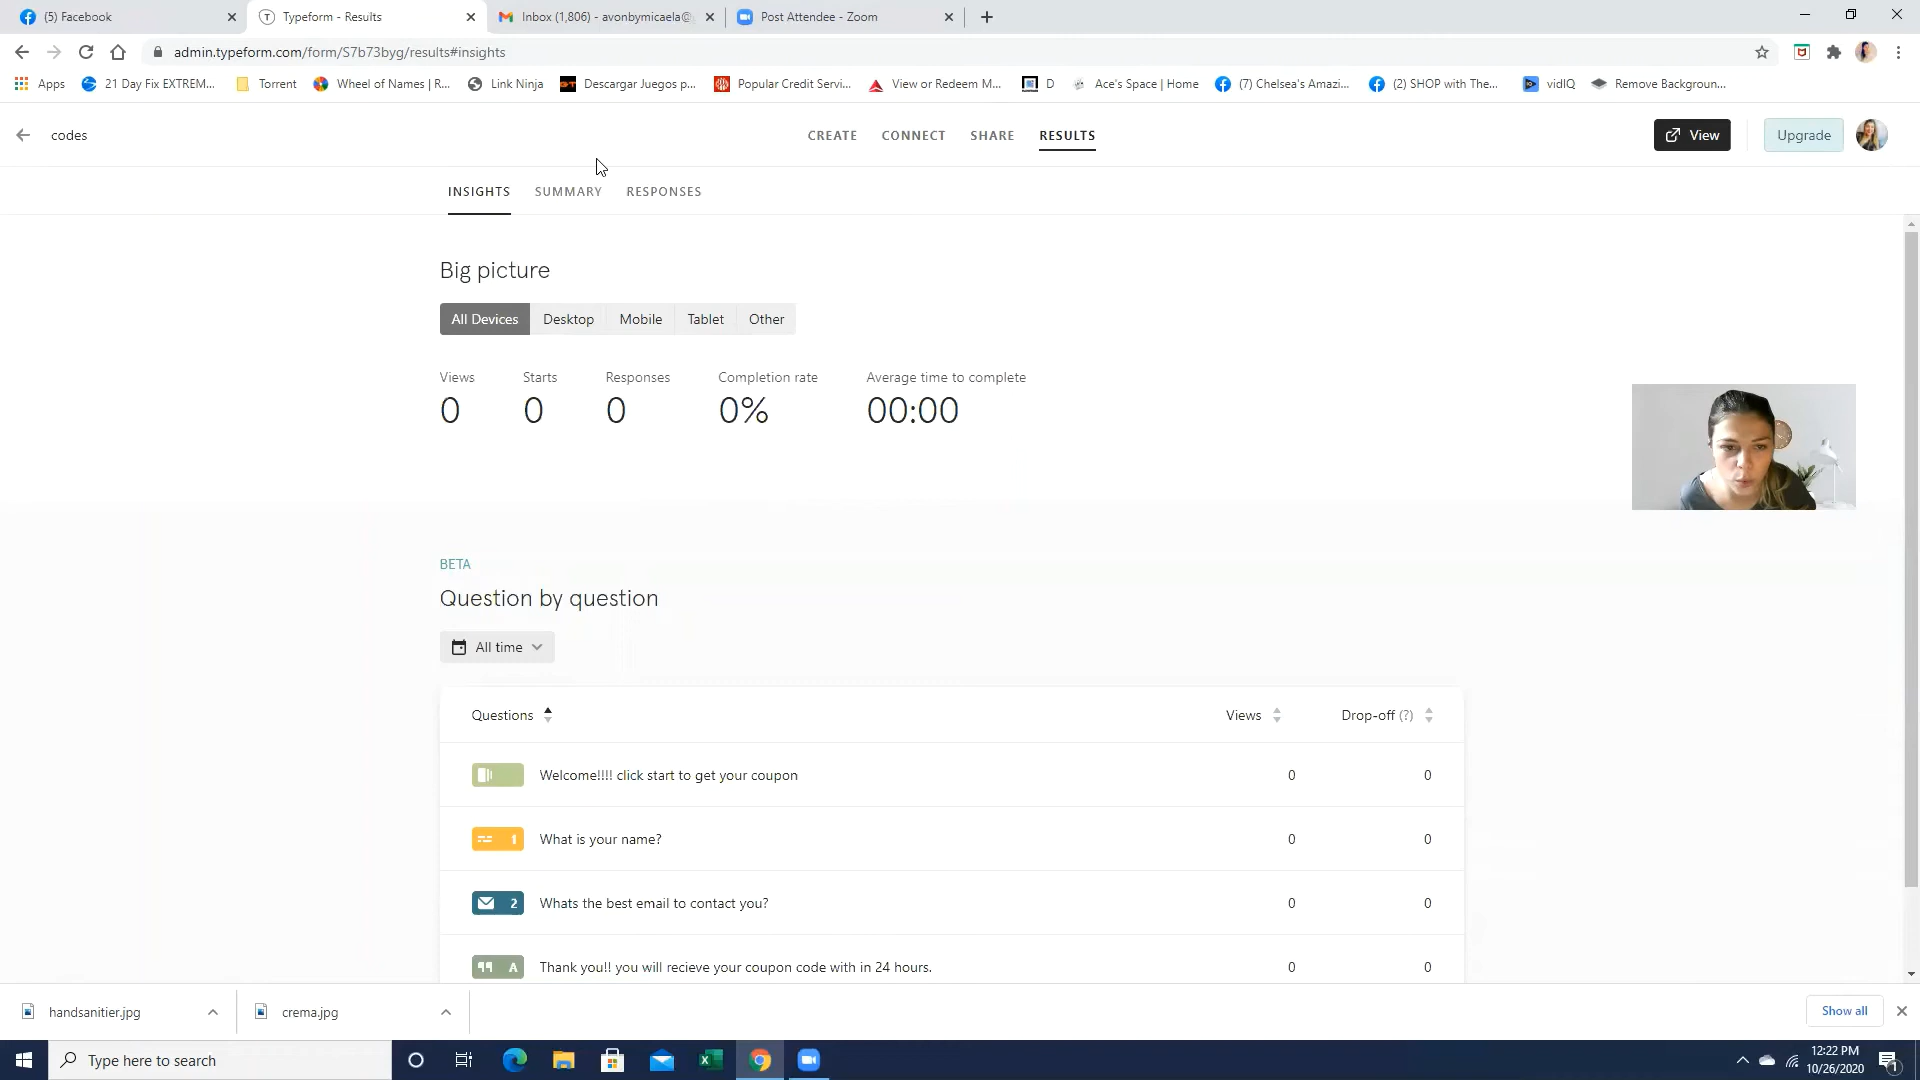 (5) Facebook
Typeform - Results
Inbox (1,806) - avonbymicaela@
Post Attendee - Zoom
admin.typeform.com/form/S7b73byg/results#insights
Apps
21 Day Fix EXTREM...
Torrent
Wheel of Names | R...
Link Ninja
Descargar Juegos p...
Popular Credit Servi...
View or Redeem M...
D
Ace's Space | Home
(7) Chelsea's Amazi...
(2) SHOP with The...
vidIQ
Remove Backgroun...
codes
CREATE
CONNECT
SHARE
RESULTS
View
Upgrade
INSIGHTS
SUMMARY
RESPONSES
Big picture
All Devices
Desktop
Mobile
Tablet
Other
Views
Starts
Responses
Completion rate
Average time to complete
0
0
0
0%
00:00
BETA
Question by question
All time
Questions
Views
Drop-off (?)
Welcome!!!! click start to get your coupon
0
0
1
What is your name?
0
0
2
Whats the best email to contact you?
0
0
A
Thank you!! you will recieve your coupon code with in 24 hours.
0
0
handsanitier.jpg
crema.jpg
Show all
Type here to search
12:22 PM
10/26/2020
1